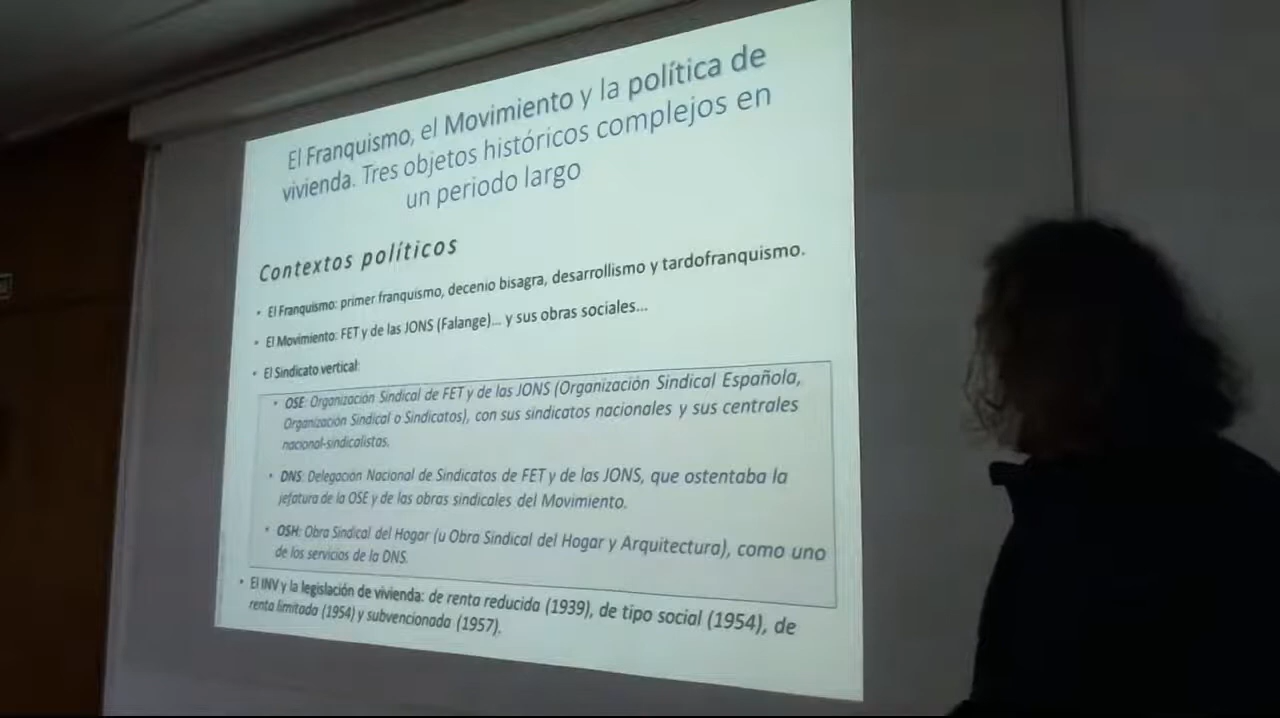 El Franquismo, el Movimiento y la política de
vivienda. Tres objetos históricos complejos en
un periodo largo
Contextos políticos
• El Franquismo: primer franquismo, decenio bisagra, desarrollismo y tardofranquismo.
• El Movimiento: FET y de las JONS (Falange)... y sus obras sociales...
• El Sindicato vertical:
• OSE: Organización Sindical de FET y de las JONS (Organización Sindical Española,
Organización Sindical o Sindicatos), con sus sindicatos nacionales y sus centrales
nacional-sindicalistas.
• DNS: Delegación Nacional de Sindicatos de FET y de las JONS, que ostentaba la
jefatura de la OSE y de las obras sindicales del Movimiento.
• OSH: Obra Sindical del Hogar (u Obra Sindical del Hogar y Arquitectura), como uno
de los servicios de la DNS.
• El INV y la legislación de vivienda: de renta reducida (1939), de tipo social (1954), de
renta limitada (1954) y subvencionada (1957).